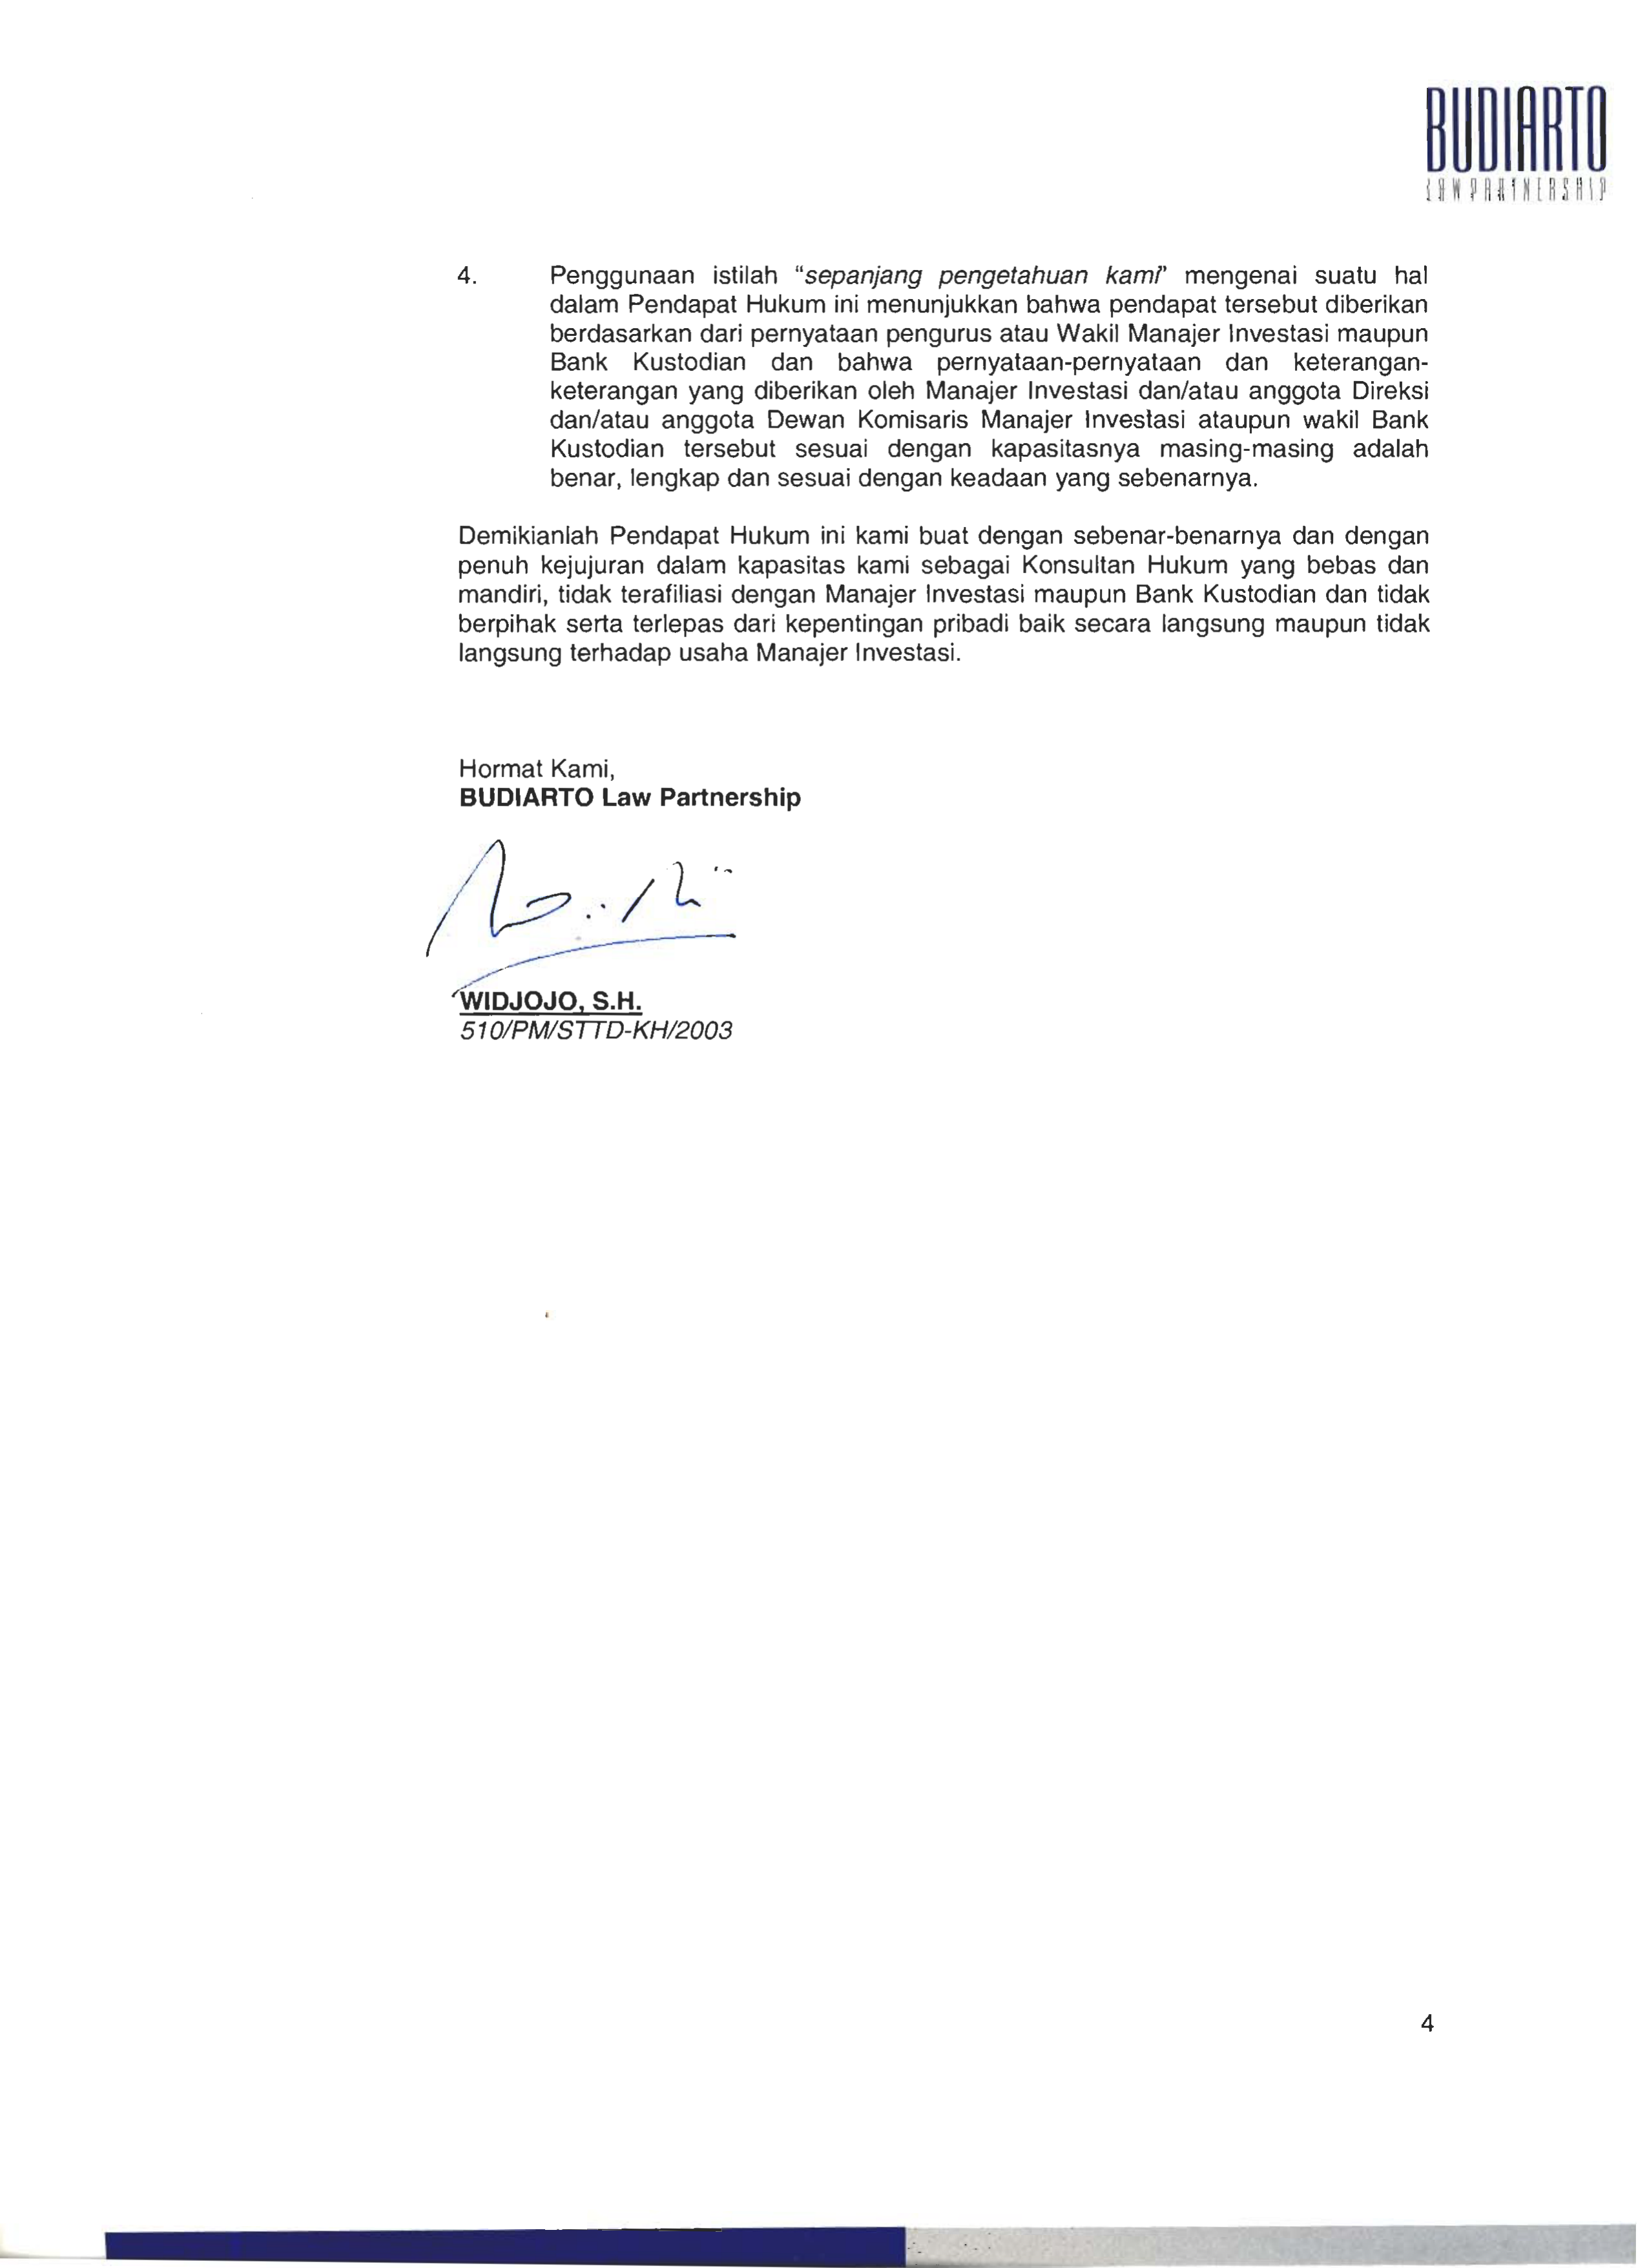 BUDIARTO
LAW PARTNERSHIP
4. Penggunaan istilah "sepanjang pengetahuan kami" mengenai suatu hal
dalam Pendapat Hukum ini menunjukkan bahwa pendapat tersebut diberikan
berdasarkan dari pernyataan pengurus atau Wakil Manajer Investasi maupun
Bank Kustodian dan bahwa pernyataan-pernyataan dan keterangan-
keterangan yang diberikan oleh Manajer Investasi dan/atau anggota Direksi
dan/atau anggota Dewan Komisaris Manajer Investasi ataupun wakil Bank
Kustodian tersebut sesuai dengan kapasitasnya masing-masing adalah
benar, lengkap dan sesuai dengan keadaan yang sebenarnya.
Demikianlah Pendapat Hukum ini kami buat dengan sebenar-benarnya dan dengan
penuh kejujuran dalam kapasitas kami sebagai Konsultan Hukum yang bebas dan
mandiri, tidak terafiliasi dengan Manajer Investasi maupun Bank Kustodian dan tidak
berpihak serta terlepas dari kepentingan pribadi baik secara langsung maupun tidak
langsung terhadap usaha Manajer Investasi.
Hormat Kami,
BUDIARTO Law Partnership
WIDJOJO, S.H.
510/PM/STTD-KH/2003
4